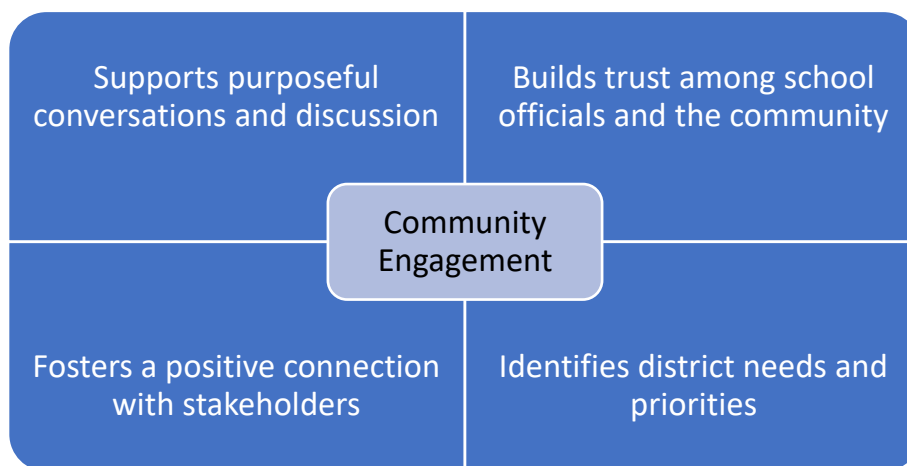 Supports purposeful
conversations and discussion
Builds trust among school
officials and the community
Community
Engagement
Fosters a positive connection
with stakeholders
Identifies district needs and
priorities